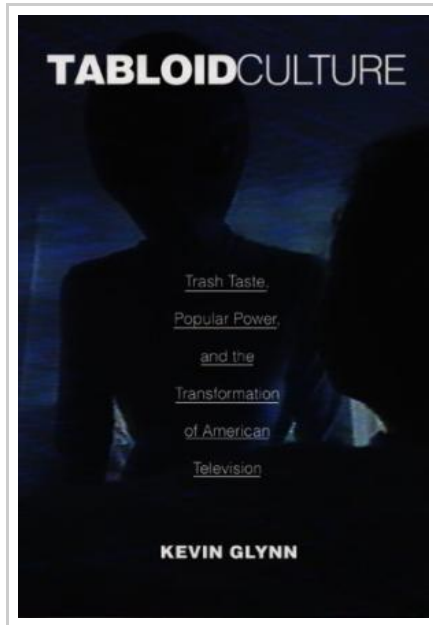 TABLOIDCULTURE
Trash Taste,
Popular Power,
and the
Transformation
of American
Television
KEVIN GLYNN